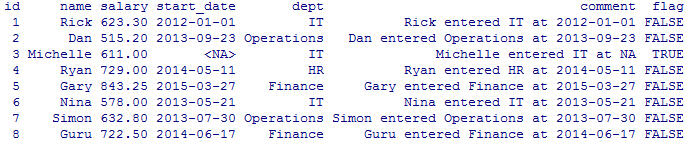 id name salary start_date dept comment flag
1 Rick 623.30 2012-01-01 IT Rick entered IT at 2012-01-01 FALSE
2 Dan 515.20 2013-09-23 Operations Dan entered Operations at 2013-09-23 FALSE
3 Michelle 611.00 <NA> IT Michelle entered IT at NA TRUE
4 Ryan 729.00 2014-05-11 HR Ryan entered HR at 2014-05-11 FALSE
5 Gary 843.25 2015-03-27 Finance Gary entered Finance at 2015-03-27 FALSE
6 Nina 578.00 2013-05-21 IT Nina entered IT at 2013-05-21 FALSE
7 Simon 632.80 2013-07-30 Operations Simon entered Operations at 2013-07-30 FALSE
8 Guru 722.50 2014-06-17 Finance Guru entered Finance at 2014-06-17 FALSE